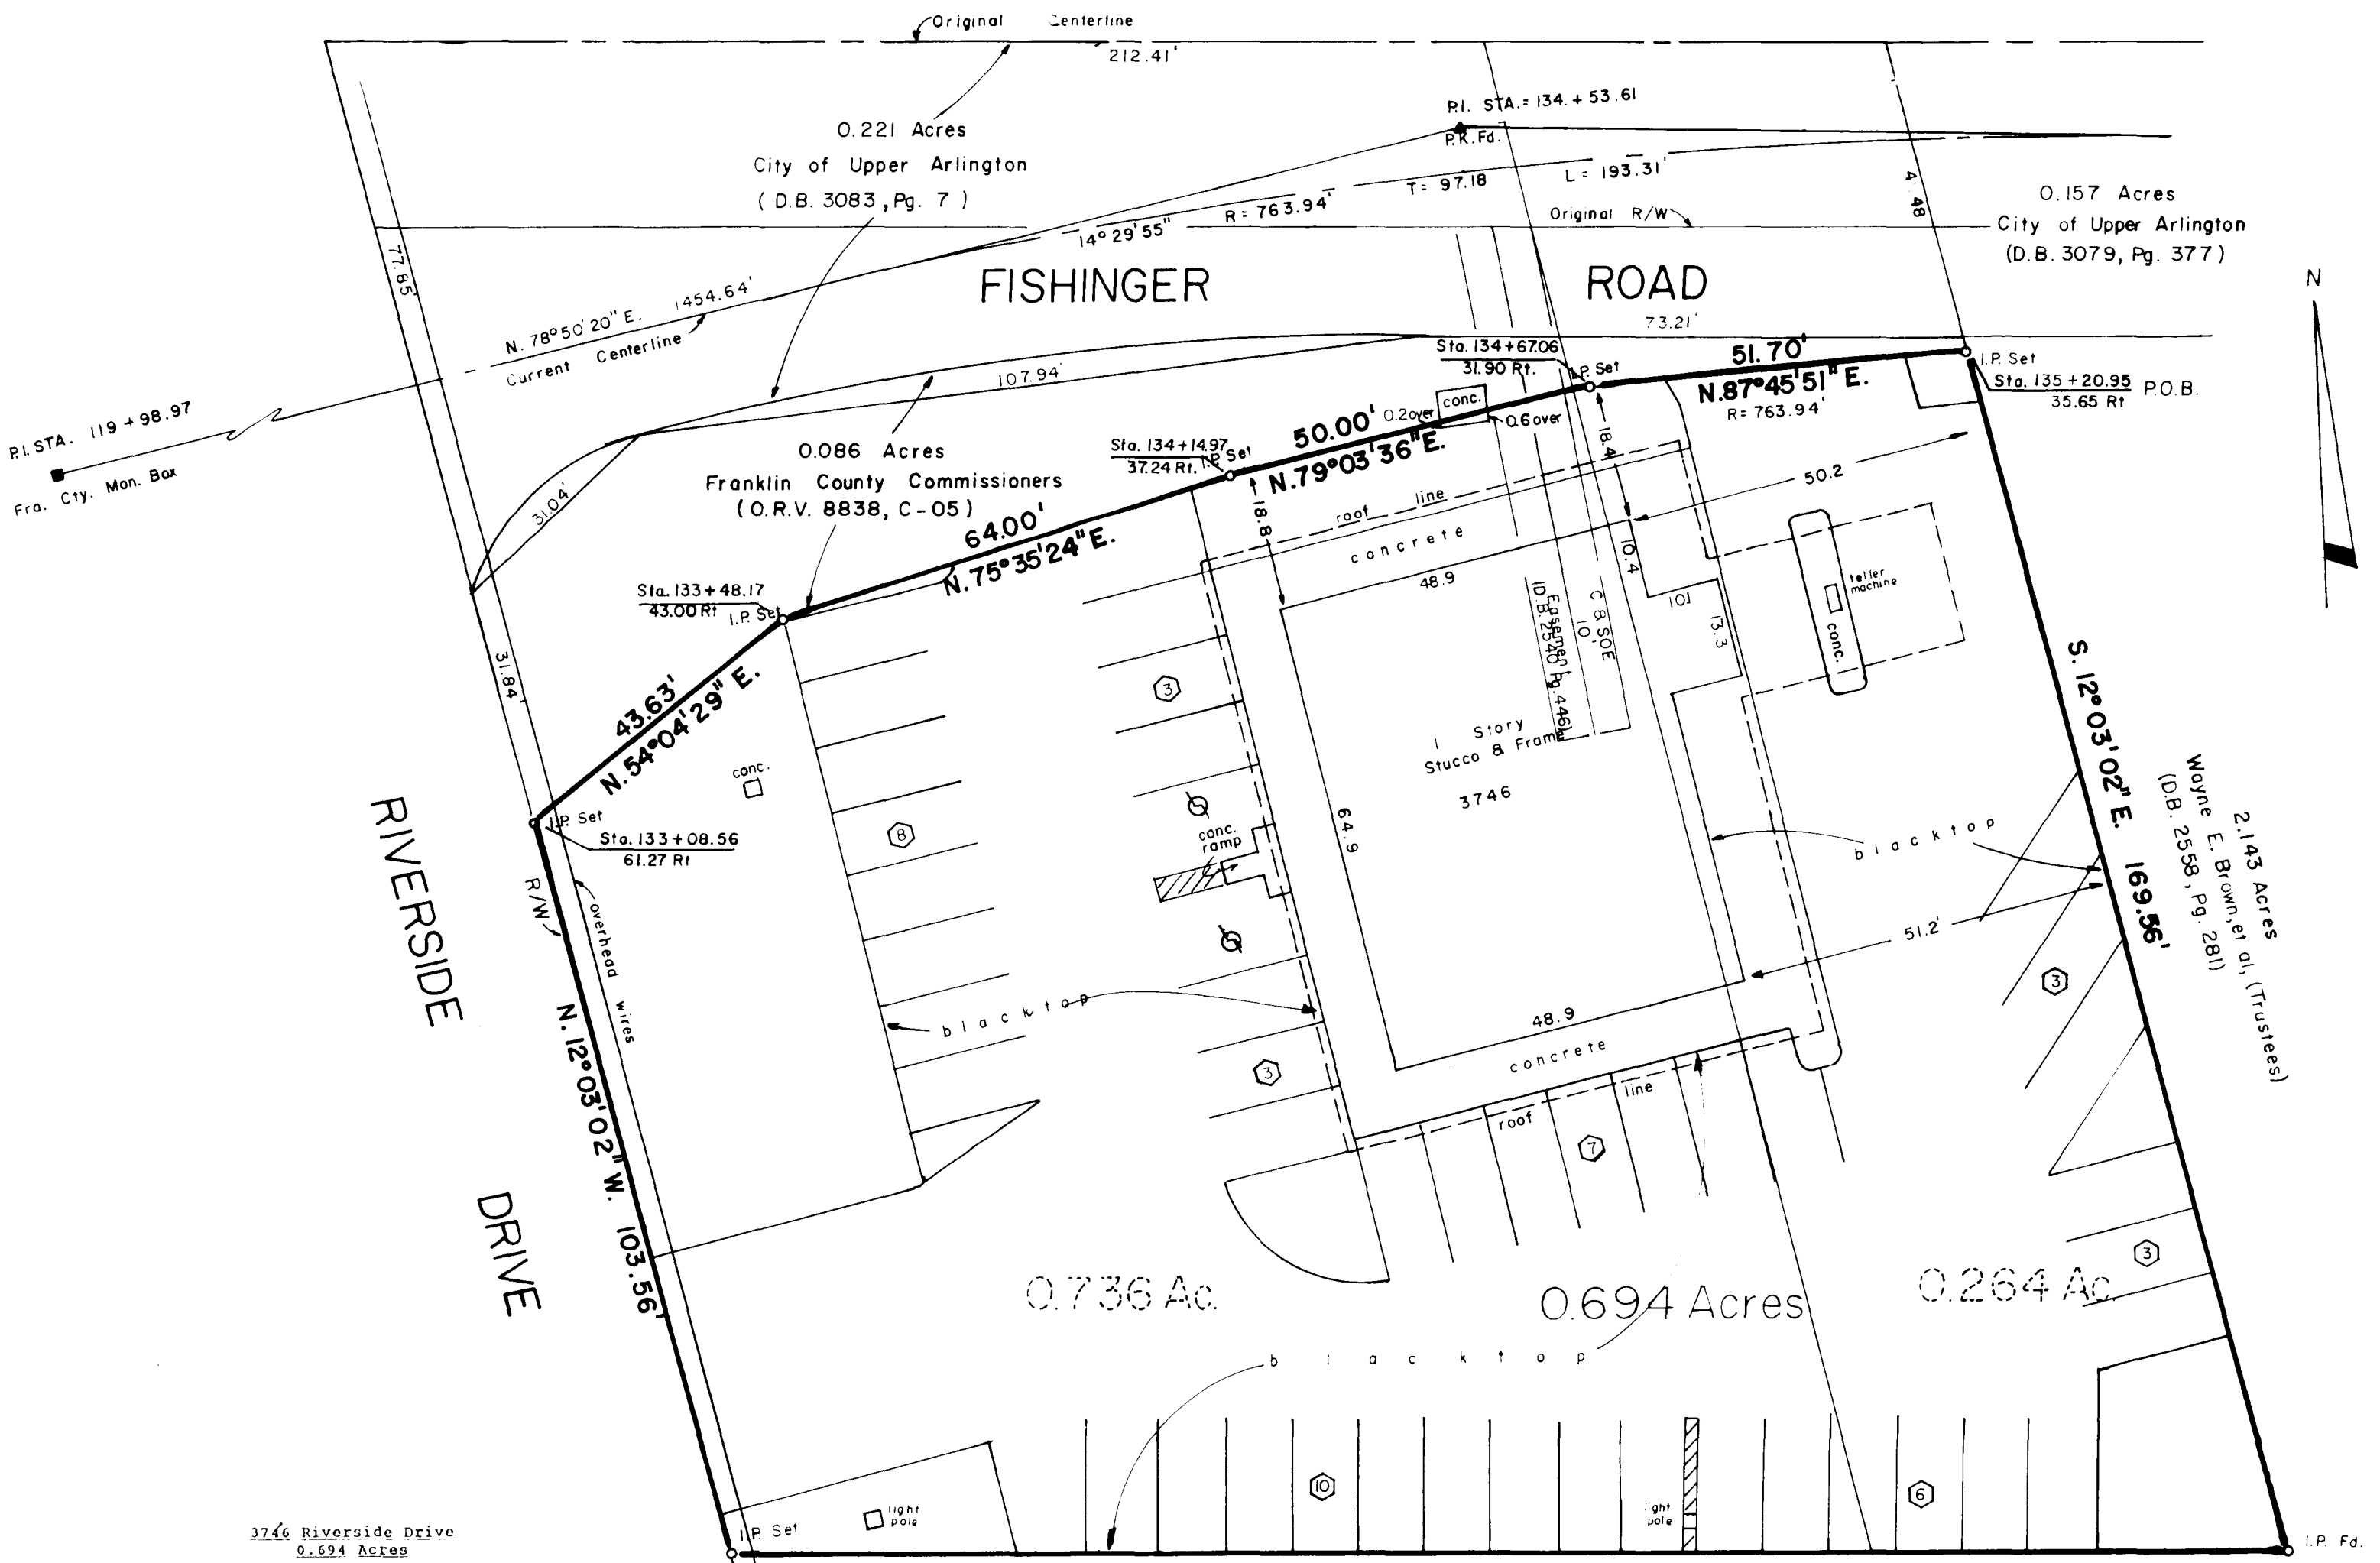 Original Centerline
212.41'
P.I. STA. = 134 + 53.61
P.K. Fd.
0.221 Acres
City of Upper Arlington
( D.B. 3083, Pg. 7 )
14° 29' 55"
R = 763.94'
T = 97.18
L = 193.31'
Original R/W
48
0.157 Acres
City of Upper Arlington
(D.B. 3079, Pg. 377)
N
77.85'
FISHINGER ROAD
N. 78° 50' 20" E. 1454.64'
Current Centerline
73.21'
P.I. STA. 119 + 98.97
Fra. Cty. Mon. Box
107.94'
31.04'
Sta. 134+67.06
31.90 Rt.
I.P. Set
51.70'
N. 87° 45' 51" E.
R = 763.94'
I.P. Set
Sta. 135+20.95
35.65 Rt
P.O.B.
0.086 Acres
Franklin County Commissioners
( O.R.V. 8838, C-05 )
Sta. 134+14.97
37.24 Rt.
I.P. Set
50.00'
N. 79° 03' 36" E.
0.2 over
conc.
0.6 over
18.4
18.8
50.2
64.00'
N. 75° 35' 24" E.
roof line
concrete
48.9
10.4
10.1
13.3
teller
machine
conc.
C & SOE
10'
Easement
(D.B. 2540 Pg. 446)
Sta. 133+48.17
43.00 Rt
I.P. Set
31.84'
43.63'
N. 54° 04' 29" E.
conc.
3
8
1 Story
Stucco & Frame
3746
64.9
conc.
ramp
I.P. Set
Sta. 133+08.56
61.27 Rt
R/W
overhead wires
RIVERSIDE DRIVE
N. 12° 03' 02" W. 103.56'
blacktop
blacktop
51.2'
S. 12° 03' 02" E. 169.56'
2.143 Acres
Wayne E. Brown, et al, (Trustees)
(D.B. 2558, Pg. 281)
3
48.9
concrete
3
roof line
7
3
0.736 Ac.
0.694 Acres
0.264 Ac.
blacktop
10
6
light
pole
light
pole
I.P. Set
I.P. Fd.
3746 Riverside Drive
0.694 Acres